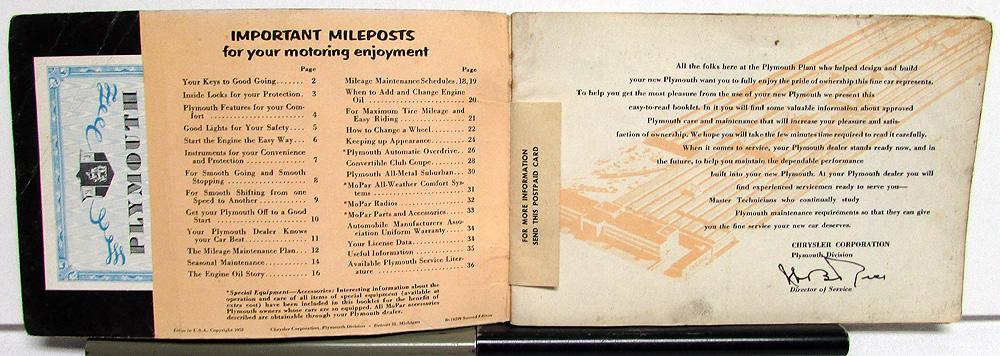 PLYMOUTH
IMPORTANT MILEPOSTS
for your motoring enjoyment
Page
Your Keys to Good Going....... 2
Inside Locks for your Protection. 3
Plymouth Features for your Com-
fort ........................ 4
Good Lights for Your Safety.... 5
Start the Engine the Easy Way... 6
Instruments for your Convenience
and Protection ............... 7
For Smooth Going and Smooth
Stopping ..................... 8
For Smooth Shifting from one
Speed to Another ............. 9
Get your Plymouth Off to a Good
Start ........................ 10
Your Plymouth Dealer Knows
your Car Best................. 11
The Mileage Maintenance Plan... 12
Seasonal Maintenance .......... 14
The Engine Oil Story........... 16
Page
Mileage Maintenance Schedules.18,19
When to Add and Change Engine
Oil .......................... 20
For Maximum Tire Mileage and
Easy Riding .................. 21
How to Change a Wheel......... 22
Keeping up Appearance......... 24
Plymouth Automatic Overdrive.. 26
Convertible Club Coupe......... 28
Plymouth All-Metal Suburban... 30
*MoPar All-Weather Comfort Sys-
tems ......................... 31
*MoPar Radios ................. 32
*MoPar Parts and Accessories.... 33
Automobile Manufacturers Asso-
ciation Uniform Warranty...... 34
Your License Data.............. 34
Useful Information ............ 35
Available Plymouth Service Liter-
ature ........................ 36
*Special Equipment—Accessories: Interesting information about the
operation and care of all items of special equipment (available at
extra cost) have been included in this booklet for the benefit of
Plymouth owners whose cars are so equipped. All MoPar accessories
described are obtainable through your Plymouth dealer.
Litho in U.S.A. Copyright 1952 Chrysler Corporation, Plymouth Division - Detroit 31, Michigan Second Edition
FOR MORE INFORMATION
SEND THIS POSTPAID CARD
All the folks here at the Plymouth Plant who helped design and build
your new Plymouth want you to fully enjoy the pride of ownership this fine car represents.
To help you get the most pleasure from the use of your new Plymouth we present this
easy-to-read booklet. In it you will find some valuable information about approved
Plymouth care and maintenance that will increase your pleasure and satis-
faction of ownership. We hope you will take the few minutes time required to read it carefully.
When it comes to service, your Plymouth dealer stands ready now, and in
the future, to help you maintain the dependable performance
built into your new Plymouth. At your Plymouth dealer you will
find experienced servicemen ready to serve you—
Master Technicians who continually study
Plymouth maintenance requirements so that they can give
you the fine service your new car deserves.
CHRYSLER CORPORATION
Plymouth Division
Director of Service